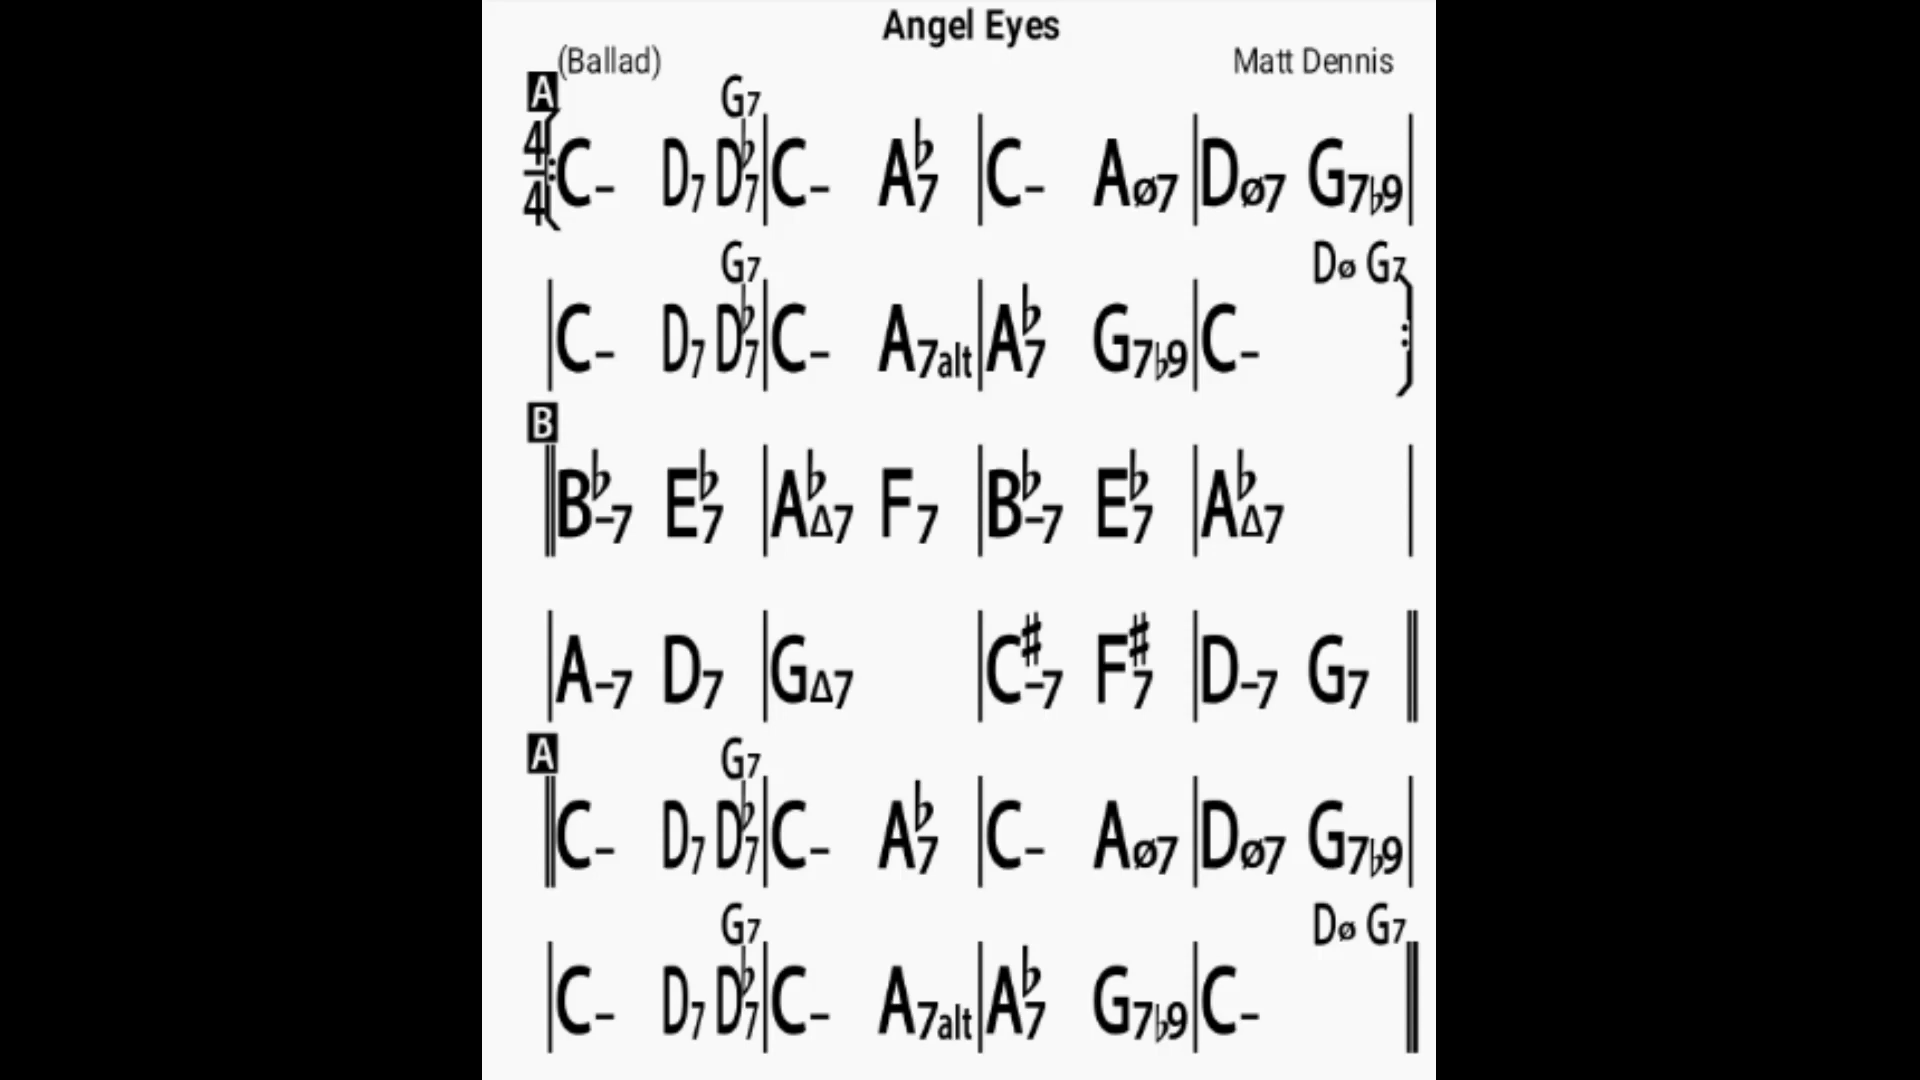 Angel Eyes
(Ballad) Matt Dennis
A
G7
4/4 C– D7 D♭7 C– A♭7 C– Aø7 Dø7 G7♭9
G7 Dø G7
C– D7 D♭7 C– A7alt A♭7 G7♭9 C–
B
B♭–7 E♭7 A♭Δ7 F7 B♭–7 E♭7 A♭Δ7
A–7 D7 GΔ7 C♯–7 F♯7 D–7 G7
A
G7
C– D7 D♭7 C– A♭7 C– Aø7 Dø7 G7♭9
G7 Dø G7
C– D7 D♭7 C– A7alt A♭7 G7♭9 C–